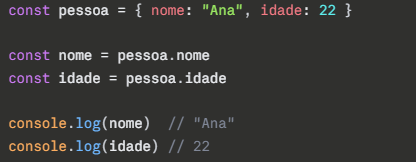 const pessoa = { nome: "Ana", idade: 22 }
const nome = pessoa.nome
const idade = pessoa.idade
console.log(nome)  // "Ana"
console.log(idade) // 22